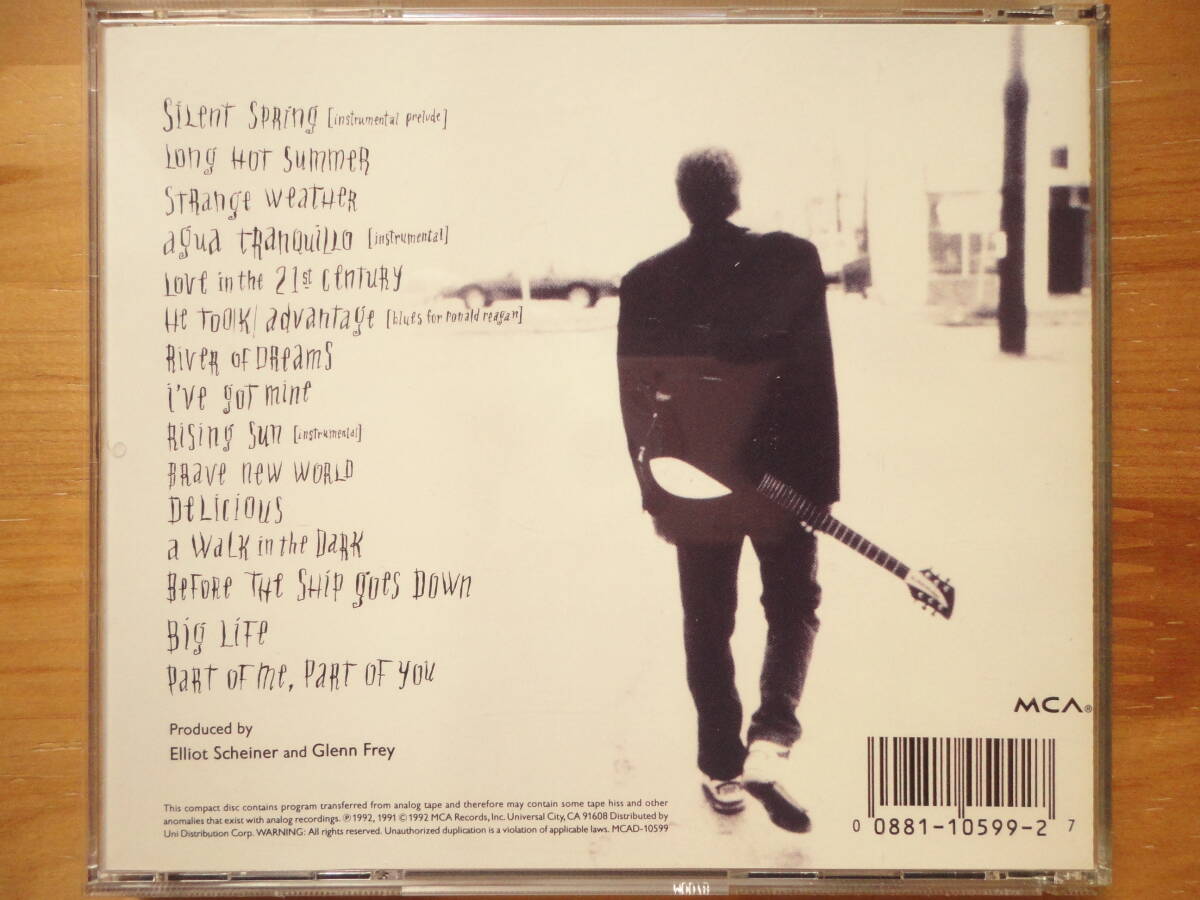 Silent Spring [instrumental prelude]
Long Hot Summer
Strange Weather
Agua Tranquillo [instrumental]
Love in the 21st Century
He Took Advantage [blues for ronald reagan]
River of Dreams
I've Got Mine
Rising Sun [instrumental]
Brave New World
Delicious
A Walk in the Dark
Before the Ship Goes Down
Big Life
Part of Me, Part of You
Produced by
Elliot Scheiner and Glenn Frey
This compact disc contains program transferred from analog tape and therefore may contain some tape hiss and other
anomalies that exist with analog recordings. ℗1992, 1991 ©1992 MCA Records, Inc. Universal City, CA 91608 Distributed by
Uni Distribution Corp. WARNING: All rights reserved. Unauthorized duplication is a violation of applicable laws. MCAD-10599
MCA®
0 0881-10599-2 7